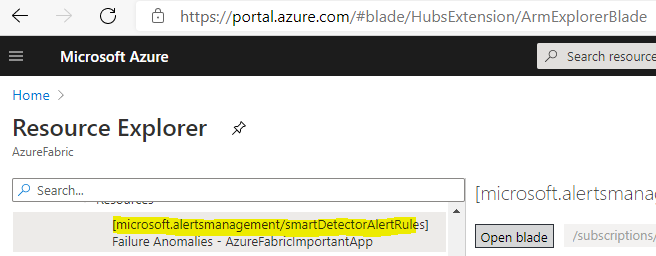 https://portal.azure.com/#blade/HubsExtension/ArmExplorerBlade
Microsoft Azure
Search resource
Home >
Resource Explorer
AzureFabric
Search...
Resources
[microsoft.alertsmanagement/smartDetectorAlertRules]
Failure Anomalies - AzureFabricImportantApp
[microsoft.alertsmana
Open blade
/subscriptions/